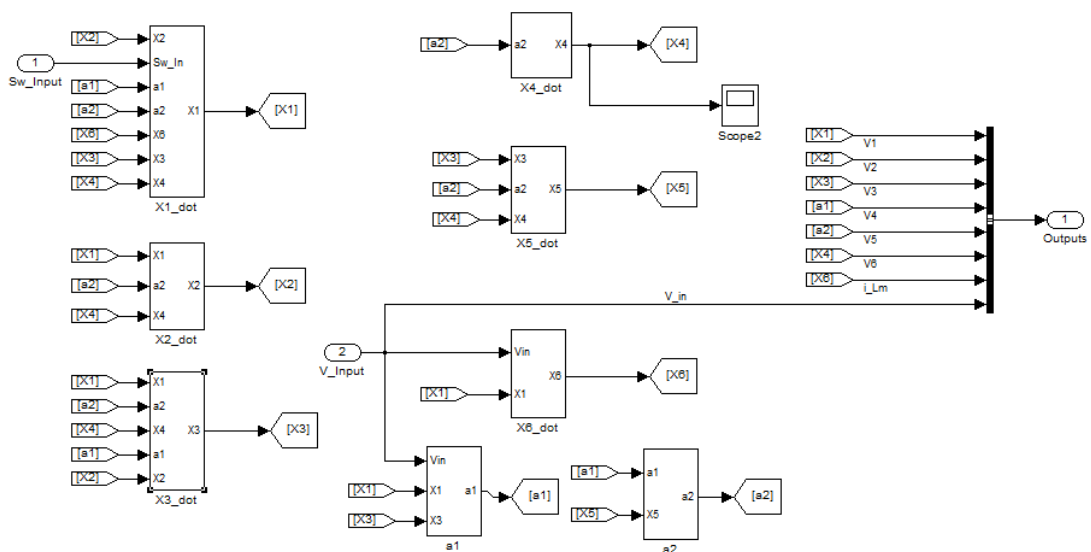 [X2] X2
1 Sw_In
Sw_Input
[a1] a1
[a2] a2 X1 [X1]
[X6] X6
[X3] X3
[X4] X4
X1_dot
[a2] a2 X4 [X4]
X4_dot
Scope2
[X3] X3
[a2] a2 X5 [X5]
[X4] X4
X5_dot
[X1] V1
[X2] V2
[X3] V3
[a1] V4
[a2] V5
[X4] V6
[X6] i_Lm
1
Outputs
V_in
[X1] X1
[a2] a2 X2 [X2]
[X4] X4
X2_dot
2
V_Input
Vin
X6 [X6]
[X1] X1
X6_dot
[X1] X1
[a2] a2
[X4] X4 X3 [X3]
[a1] a1
[X2] X2
X3_dot
Vin
[X1] X1 a1 [a1]
[X3] X3
a1
[a1] a1
a2 [a2]
[X5] X5
a2